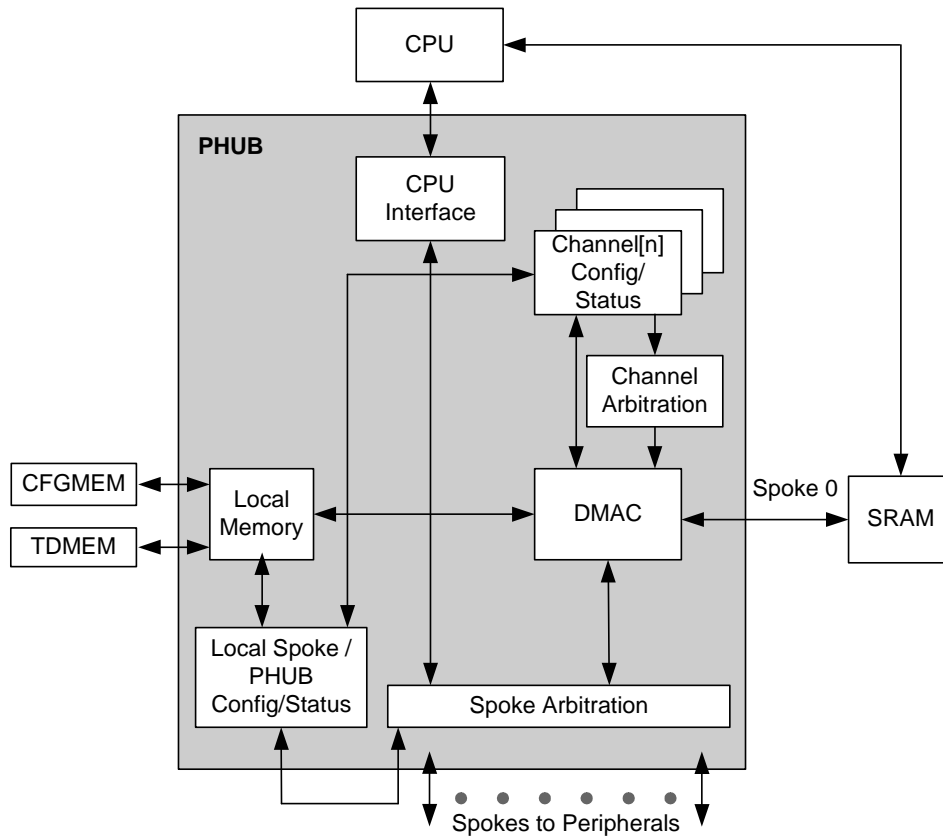 CPU
PHUB
CPU
Interface
Channel[n]
Config/
Status
Channel
Arbitration
CFGMEM
TDMEM
Local
Memory
DMAC
Spoke 0
SRAM
Local Spoke /
PHUB
Config/Status
Spoke Arbitration
Spokes to Peripherals